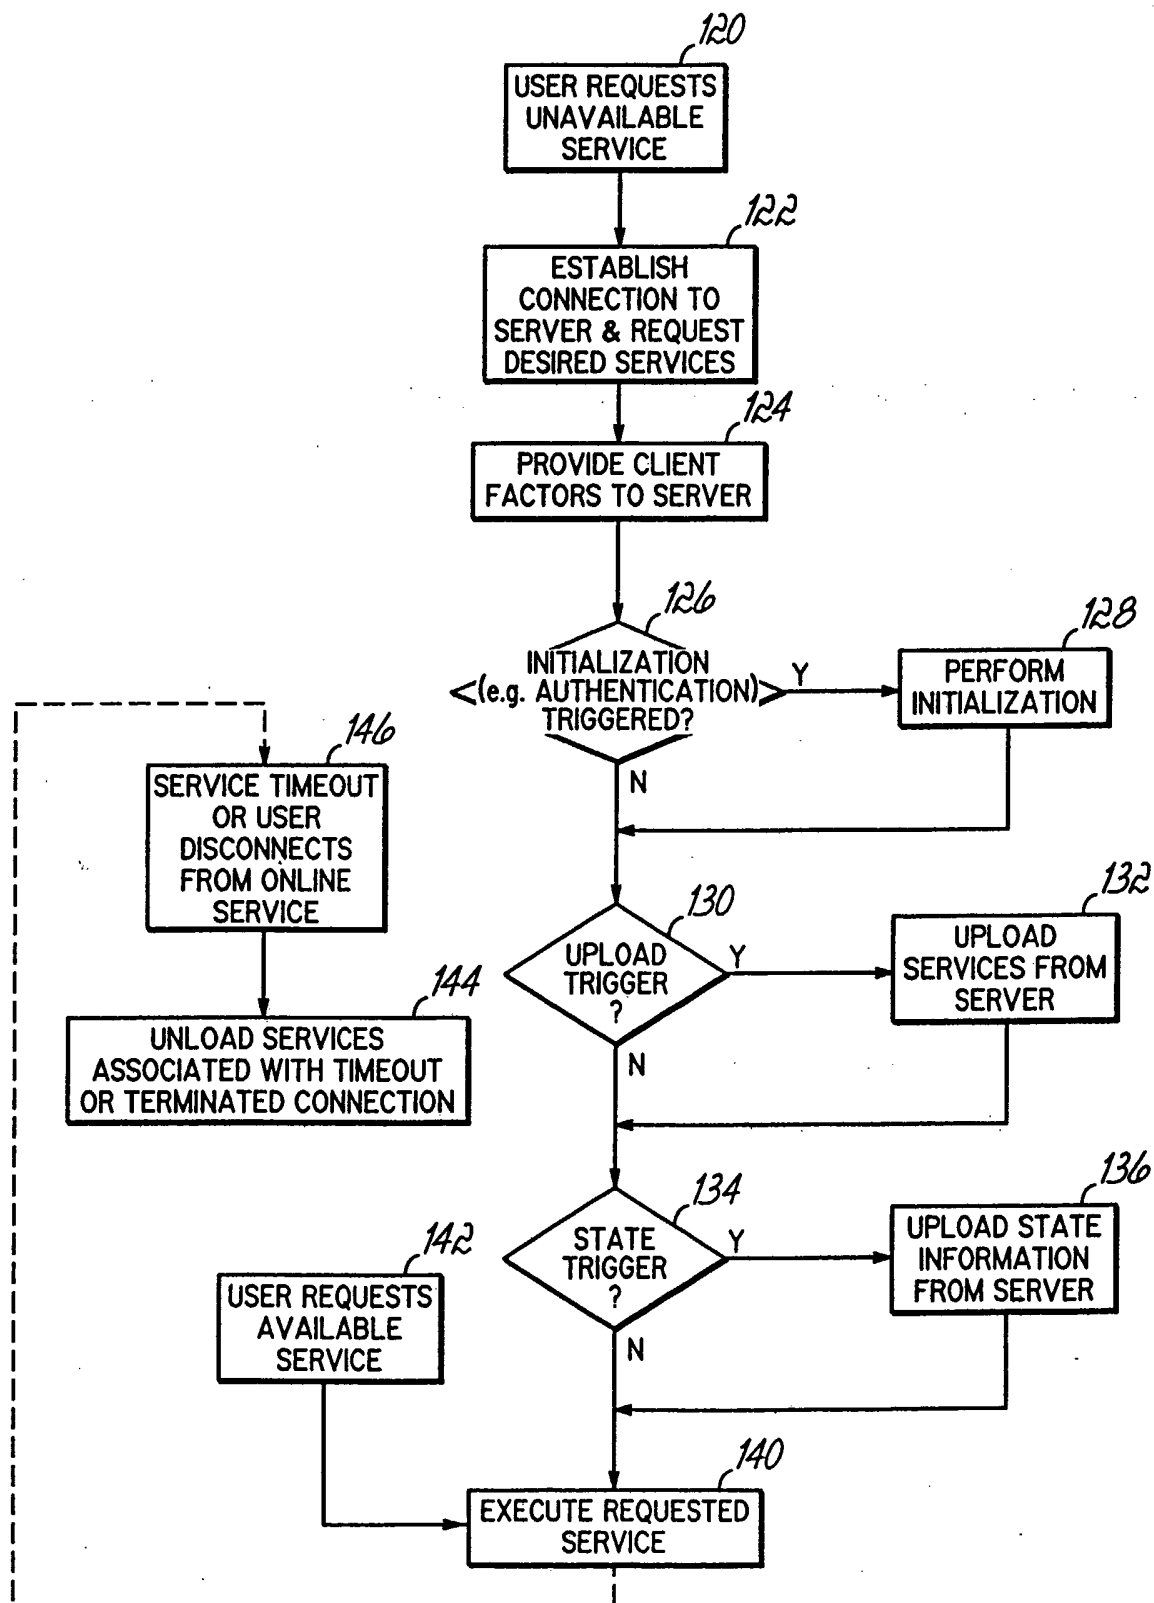 120
USER REQUESTS
UNAVAILABLE
SERVICE
122
ESTABLISH
CONNECTION TO
SERVER & REQUEST
DESIRED SERVICES
124
PROVIDE CLIENT
FACTORS TO SERVER
126
INITIALIZATION
(e.g. AUTHENTICATION)
TRIGGERED?
Y
N
128
PERFORM
INITIALIZATION
146
SERVICE TIMEOUT
OR USER
DISCONNECTS
FROM ONLINE
SERVICE
130
UPLOAD
TRIGGER
?
Y
N
132
UPLOAD
SERVICES FROM
SERVER
144
UNLOAD SERVICES
ASSOCIATED WITH TIMEOUT
OR TERMINATED CONNECTION
134
STATE
TRIGGER
?
Y
N
136
UPLOAD STATE
INFORMATION
FROM SERVER
142
USER REQUESTS
AVAILABLE
SERVICE
140
EXECUTE REQUESTED
SERVICE